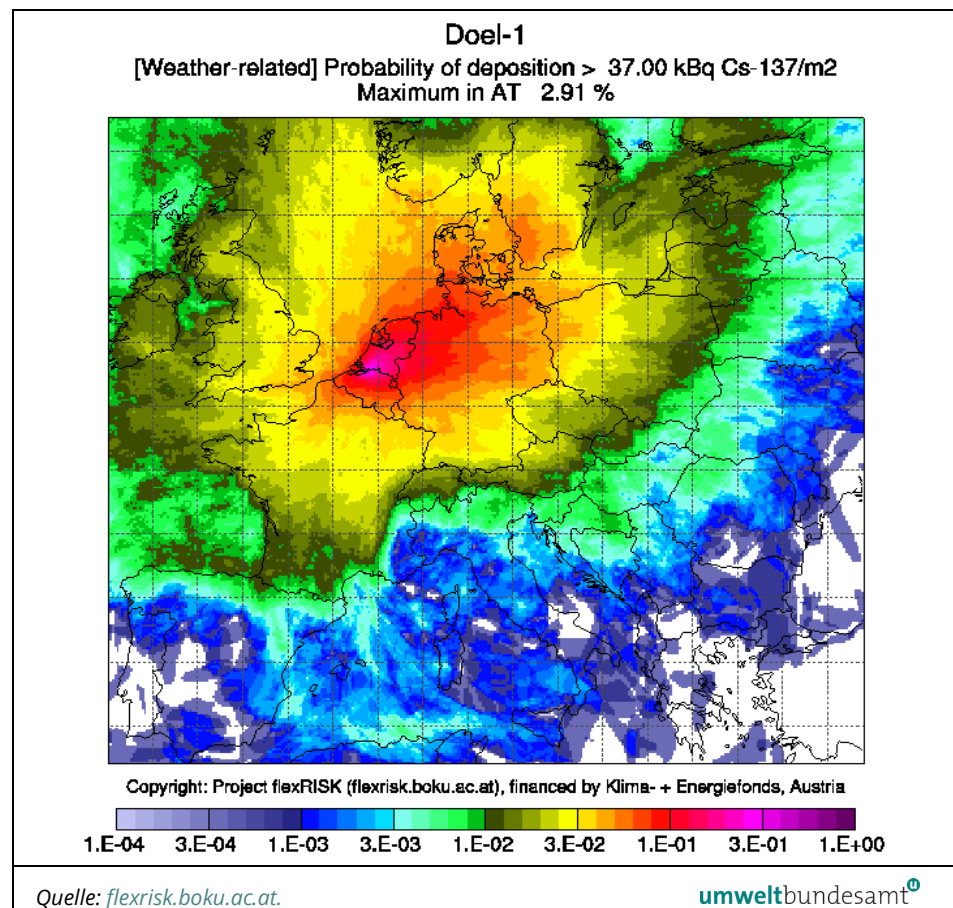 Doel-1
[Weather-related] Probability of deposition > 37.00 kBq Cs-137/m2
Maximum in AT 2.91 %
Copyright: Project flexRISK (flexrisk.boku.ac.at), financed by Klima- + Energiefonds, Austria
1.E-04 3.E-04 1.E-03 3.E-03 1.E-02 3.E-02 1.E-01 3.E-01 1.E+00
Quelle: flexrisk.boku.ac.at.
umweltbundesamt
u